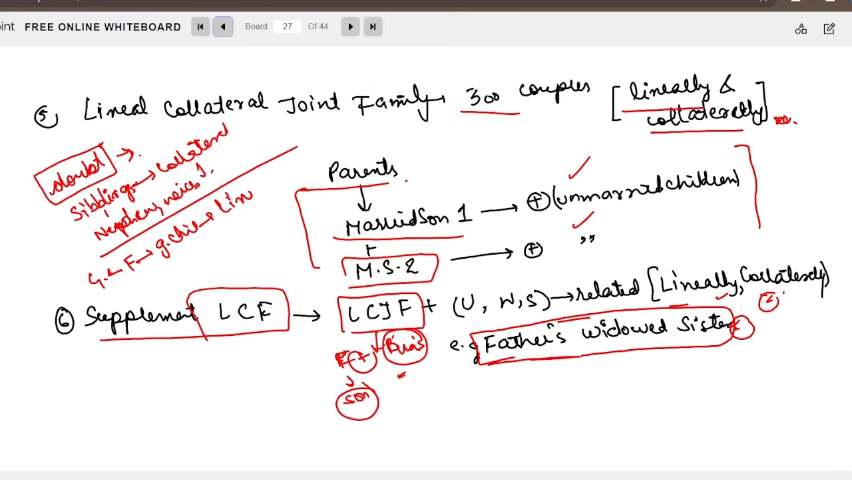 FREE ONLINE WHITEBOARD Board 27 Of 44
⑤ Lineal Collateral Joint Family → 300 couples [lineally &
collaterally]
doubt →
Siblings → Collateral
Nephew, neices
G.F → g.chi → Lin
Parents
↓
Married Son 1 → ⊕ (unmarried children)
+
M.S.2 → ⊕ ,,
⑥ Supplement LCF → LCJF + (U, W, S) → related [Lineally, Collaterally]
e.g Father's widowed Sister
son